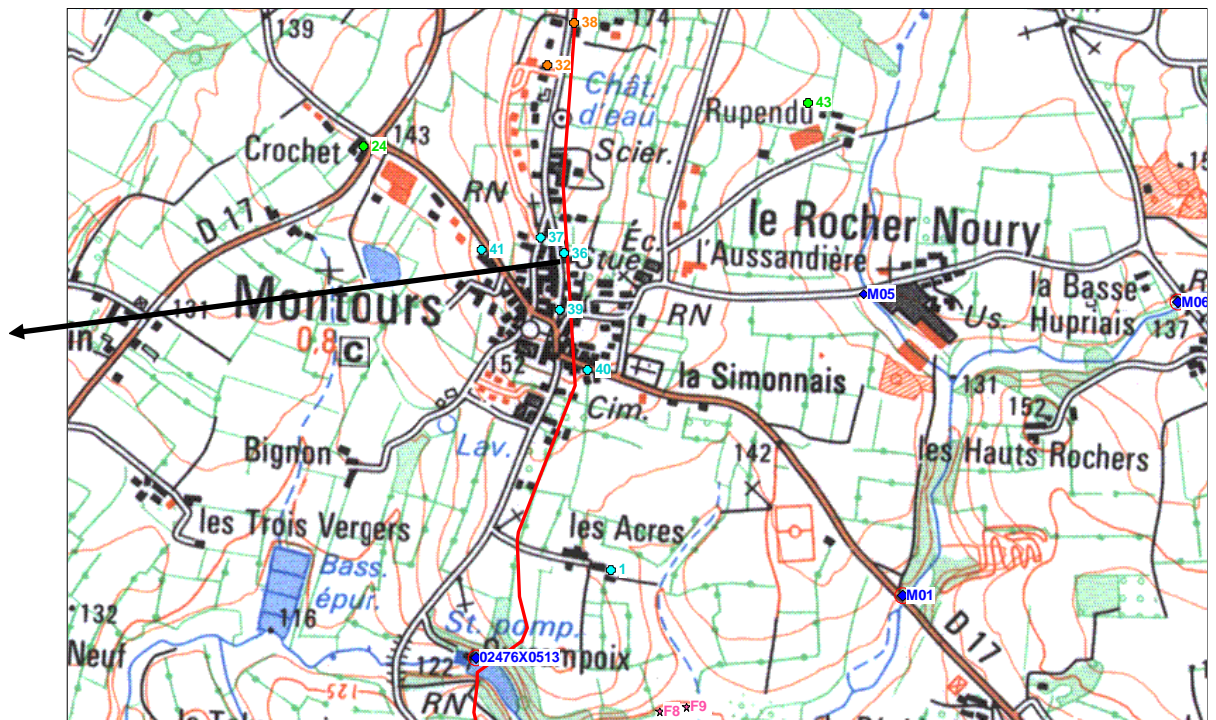 139
38
174
32
Chât.
d'eau
Rupendu
43
143
Crochet
24
Scier.
RN
D 17
le Rocher Noury
37
Éc.
41
36
Stue
l'Aussandière
M05
la Basse
Hupriais
M06
131
Montours
39
RN
Us.
137
in
0,8
C
152
40
la Simonnais
131
Cim.
152
Bignon
Lav.
142
les Hauts Rochers
les Trois Vergers
les Acres
Bass.
épur.
1
132
116
St. pomp.
M01
D 17
Neuf
122
02476X0513
mpoix
125
RN
F8
F9